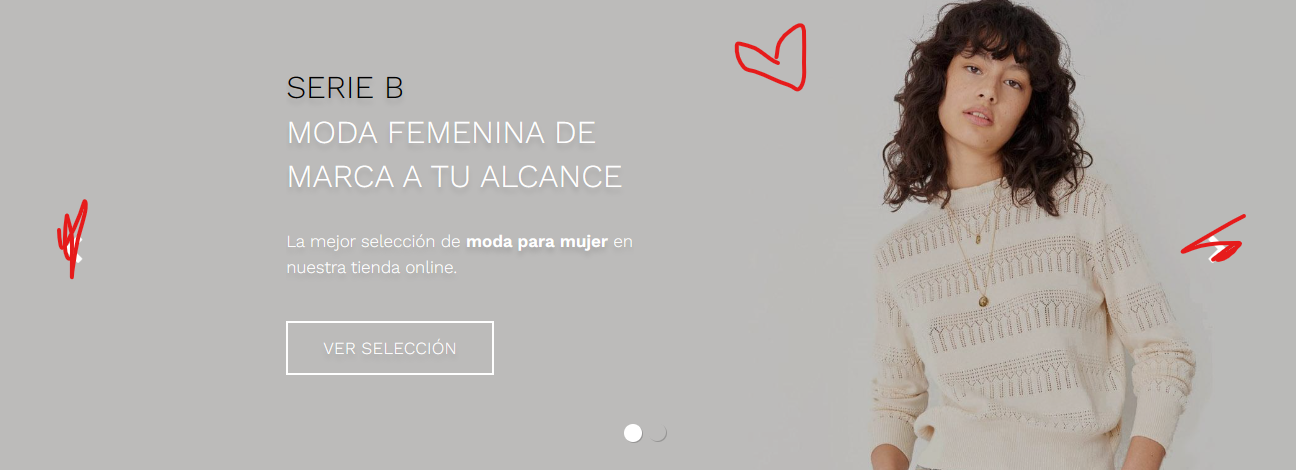 SERIE B
MODA FEMENINA DE
MARCA A TU ALCANCE
La mejor selección de moda para mujer en
nuestra tienda online.
VER SELECCIÓN